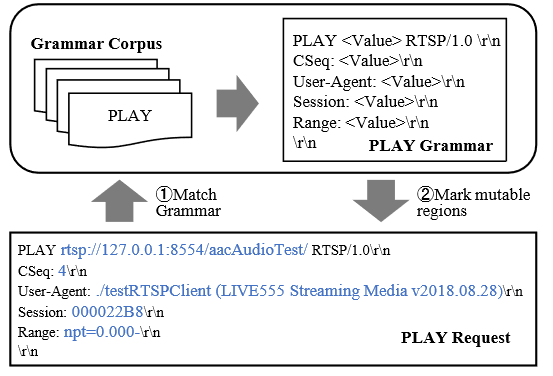 Grammar Corpus
PLAY
PLAY <Value> RTSP/1.0 \r\n
CSeq: <Value>\r\n
User-Agent: <Value>\r\n
Session: <Value>\r\n
Range: <Value>\r\n
\r\n
PLAY Grammar
①Match
Grammar
②Mark mutable
regions
PLAY rtsp://127.0.0.1:8554/aacAudioTest/ RTSP/1.0\r\n
CSeq: 4\r\n
User-Agent: ./testRTSPClient (LIVE555 Streaming Media v2018.08.28)\r\n
Session: 000022B8\r\n
Range: npt=0.000-\r\n
\r\n
PLAY Request